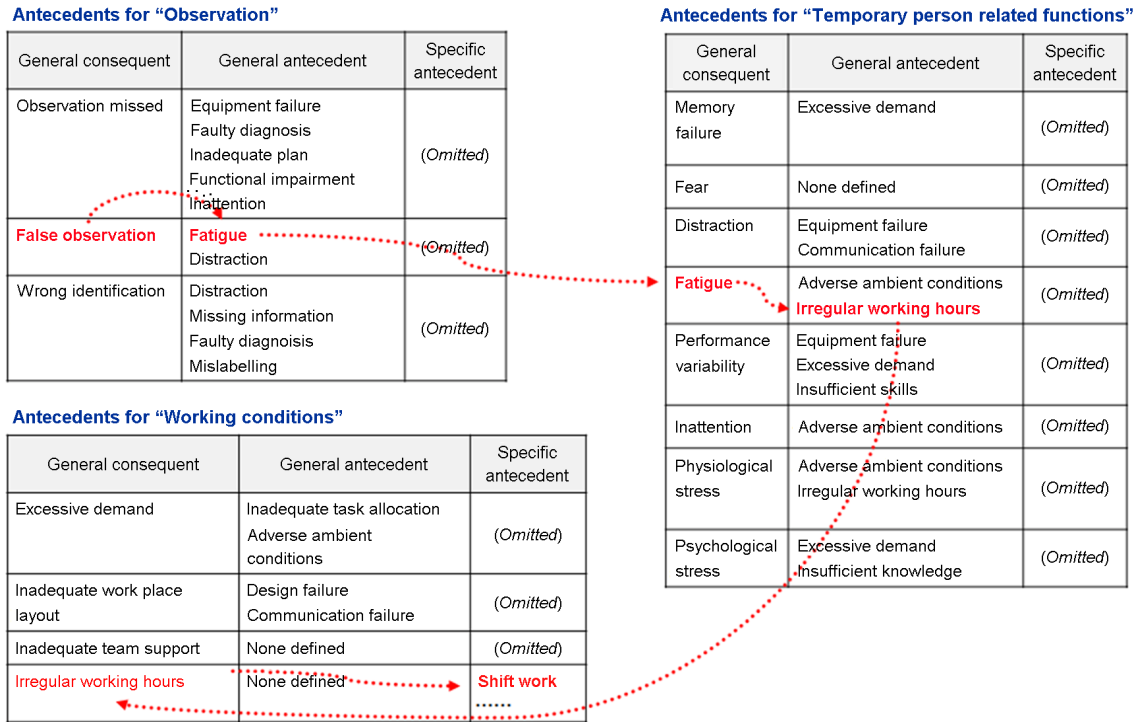 Antecedents for “Observation”
General consequent
General antecedent
Specific
antecedent
Observation missed
Equipment failure
Faulty diagnosis
Inadequate plan
Functional impairment
.....
Inattention
(Omitted)
False observation
Fatigue
Distraction
(Omitted)
Wrong identification
Distraction
Missing information
Faulty diagnoisis
Mislabelling
(Omitted)
Antecedents for “Working conditions”
General consequent
General antecedent
Specific
antecedent
Excessive demand
Inadequate task allocation
Adverse ambient
conditions
(Omitted)
Inadequate work place
layout
Design failure
Communication failure
(Omitted)
Inadequate team support
None defined
(Omitted)
Irregular working hours
None defined
Shift work
......
Antecedents for “Temporary person related functions”
General
consequent
General antecedent
Specific
antecedent
Memory
failure
Excessive demand
(Omitted)
Fear
None defined
(Omitted)
Distraction
Equipment failure
Communication failure
(Omitted)
Fatigue
Adverse ambient conditions
Irregular working hours
(Omitted)
Performance
variability
Equipment failure
Excessive demand
Insufficient skills
(Omitted)
Inattention
Adverse ambient conditions
(Omitted)
Physiological
stress
Adverse ambient conditions
Irregular working hours
(Omitted)
Psychological
stress
Excessive demand
Insufficient knowledge
(Omitted)